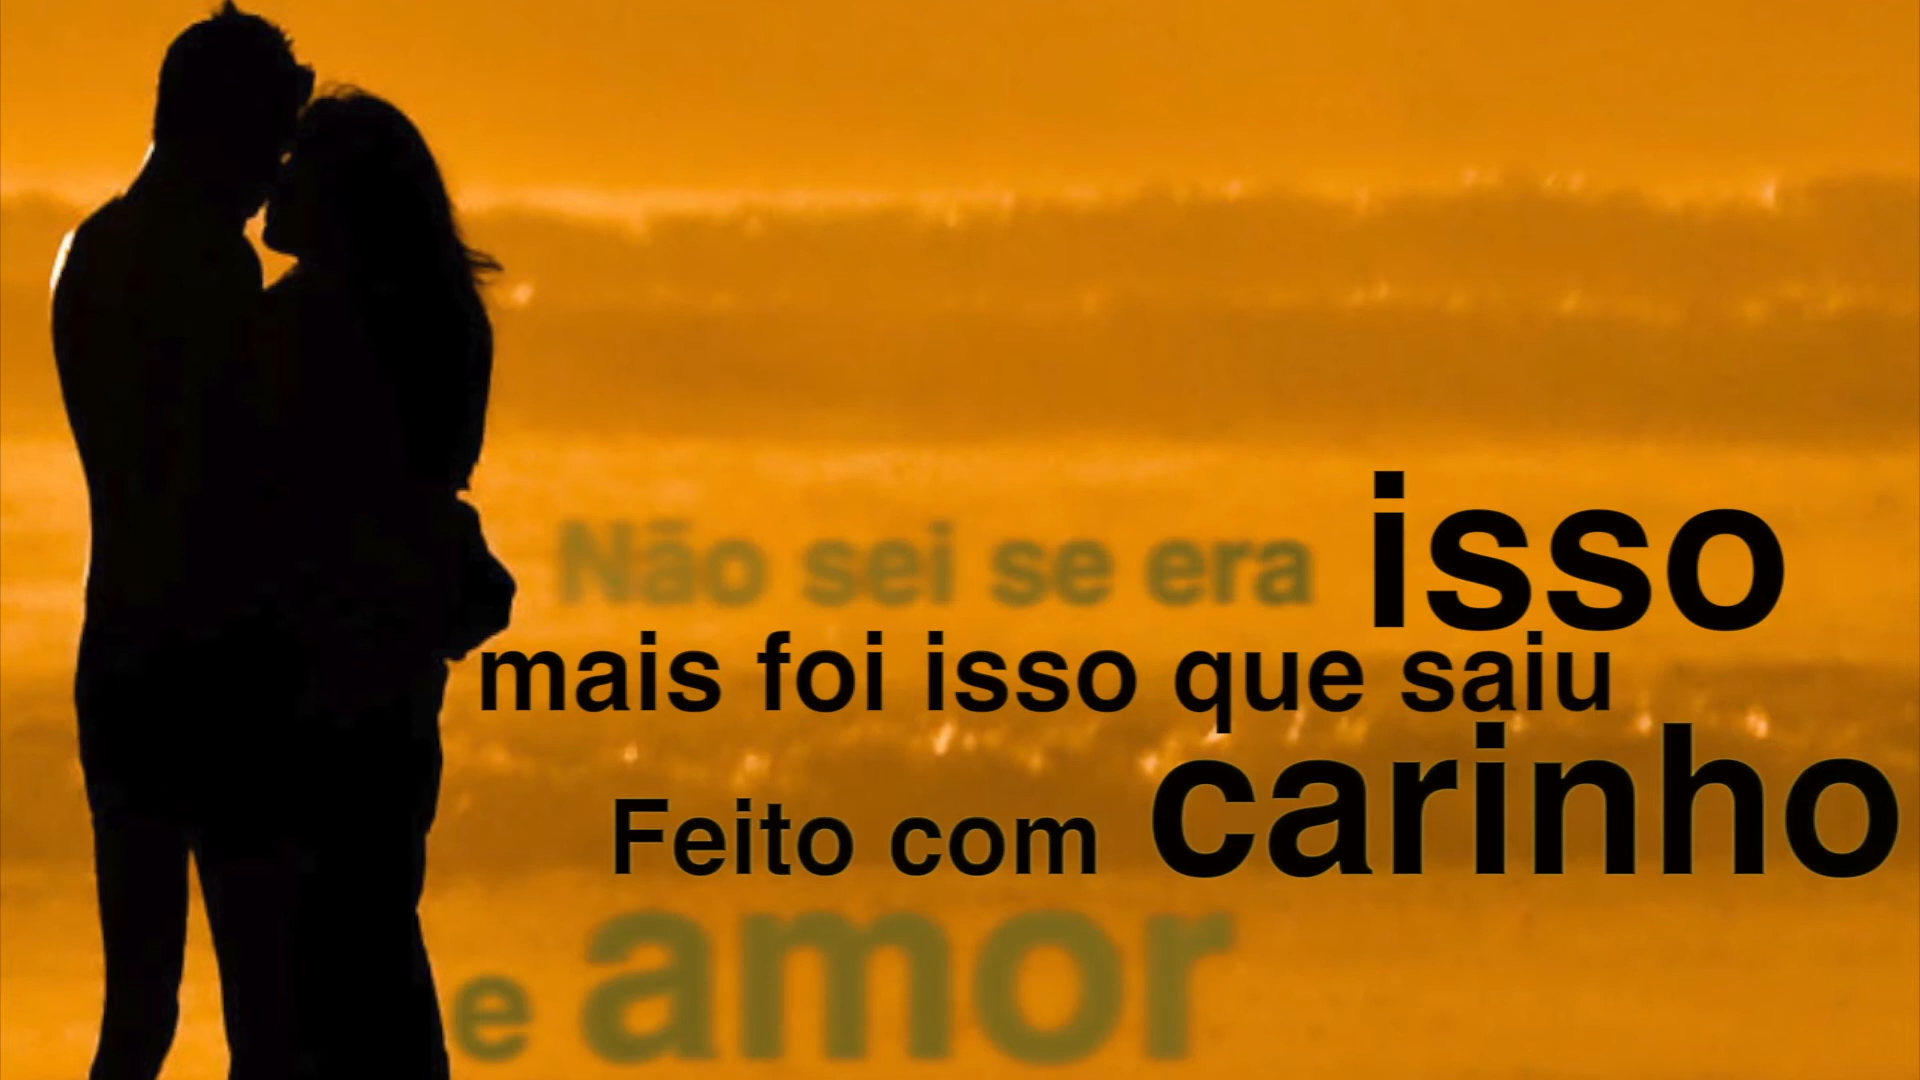 Não sei se era isso
mais foi isso que saiu
Feito com carinho
e amor